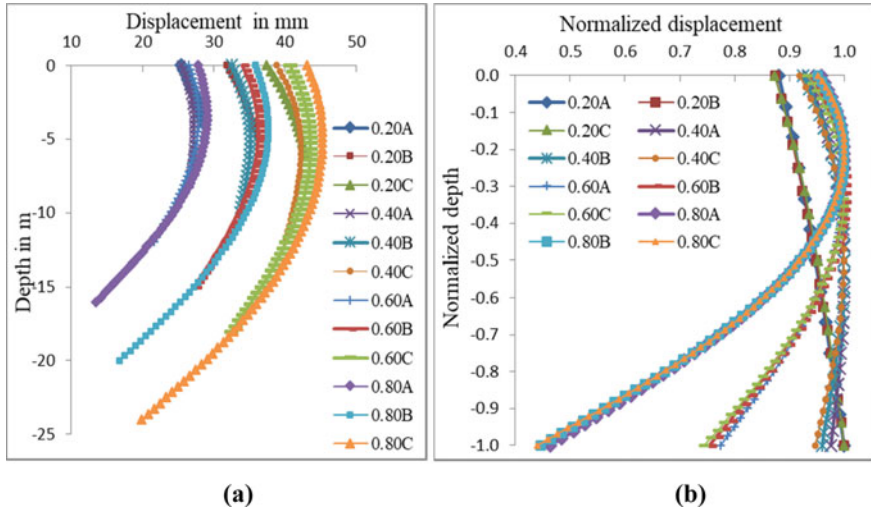 Displacement in mm
10 20 30 40 50
0
-5
-10
-15
-20
-25
Depth in m
0.20A
0.20B
0.20C
0.40A
0.40B
0.40C
0.60A
0.60B
0.60C
0.80A
0.80B
0.80C
(a)
Normalized displacement
0.4 0.5 0.6 0.7 0.8 0.9 1.0
0.0
-0.1
-0.2
-0.3
-0.4
-0.5
-0.6
-0.7
-0.8
-0.9
-1.0
Normalized depth
0.20A 0.20B
0.20C 0.40A
0.40B 0.40C
0.60A 0.60B
0.60C 0.80A
0.80B 0.80C
(b)